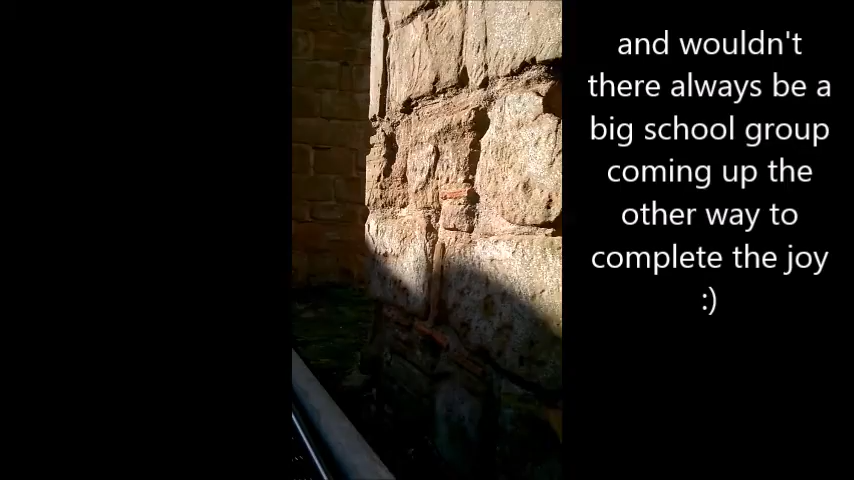 and wouldn't
there always be a
big school group
coming up the
other way to
complete the joy
:)